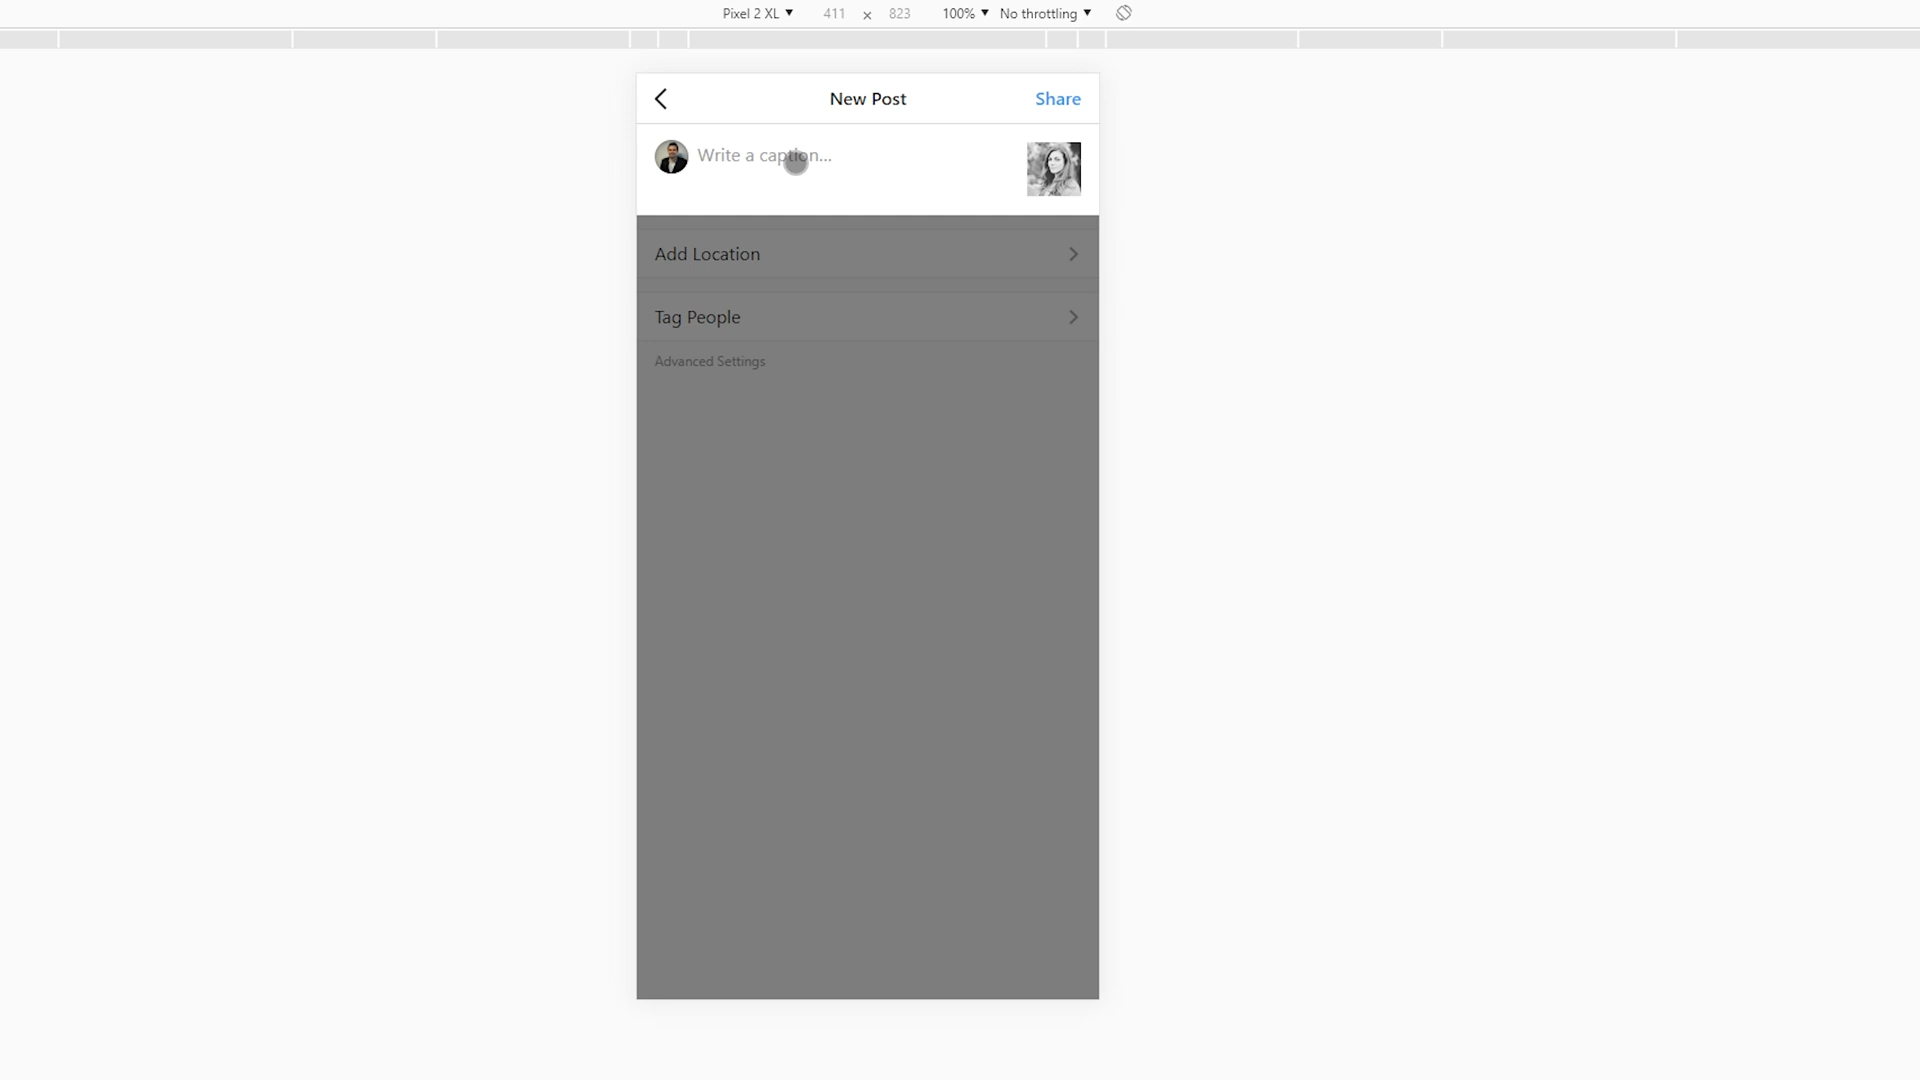 Pixel 2 XL ▼ 411 × 823 100% ▼ No throttling ▼
New Post Share
Write a caption...
Add Location
Tag People
Advanced Settings